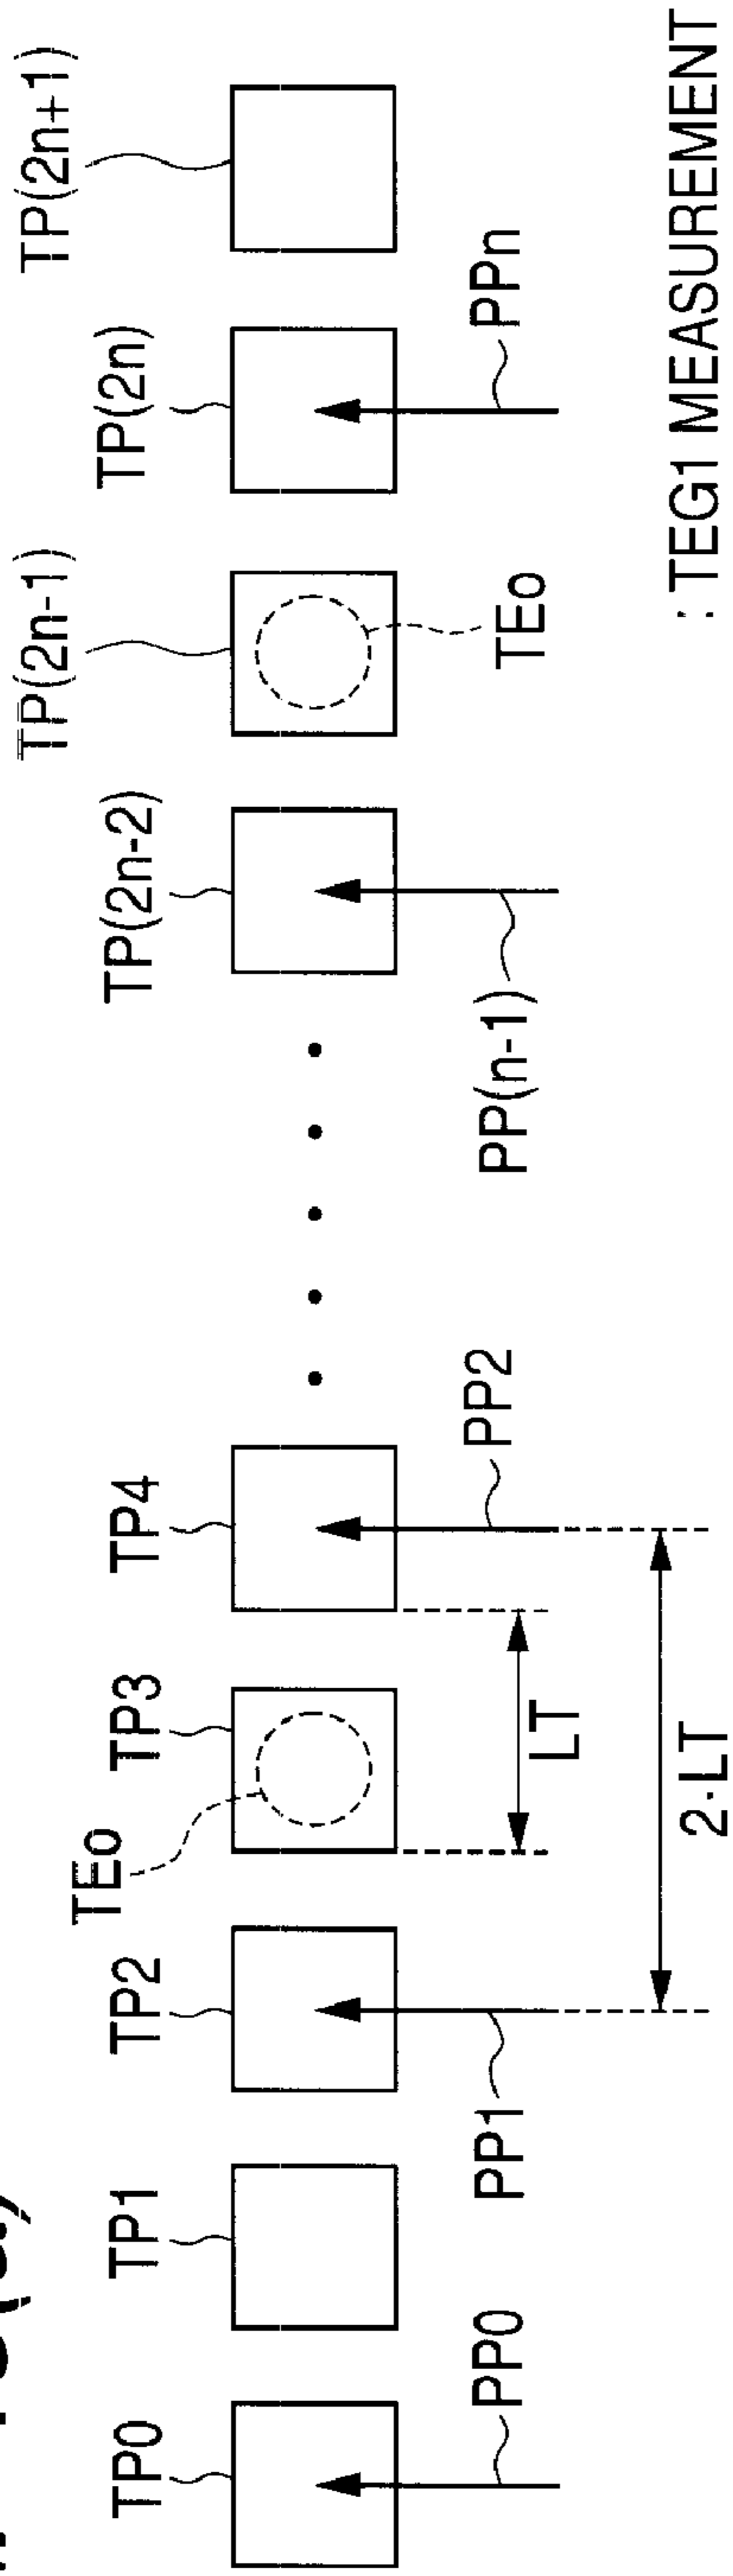 TP0
TP1
TP2
TEo
TP3
TP4
TP(2n-2)
TP(2n-1)
TP(2n)
TP(2n+1)
PP0
PP1
LT
2·LT
PP2
PP(n-1)
TEo
PPn
: TEG1 MEASUREMENT